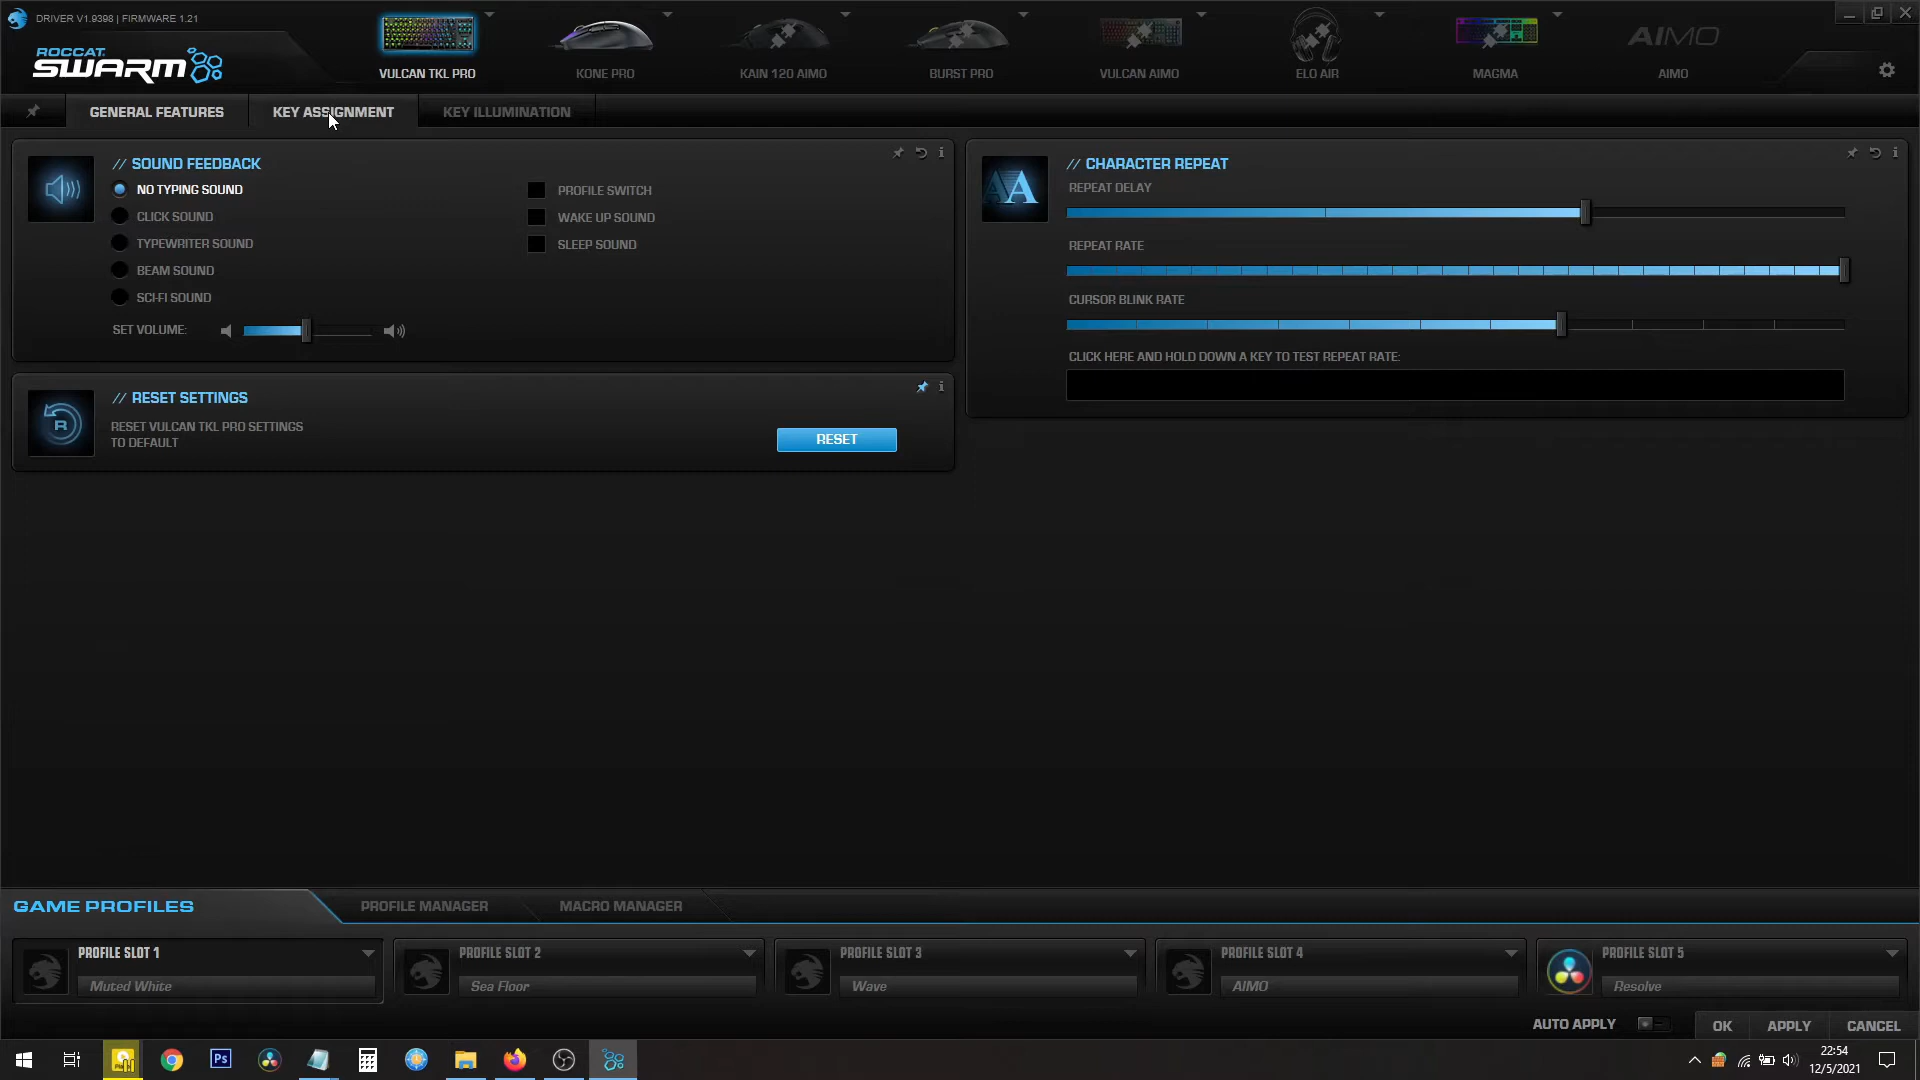 DRIVER V1.9398 | FIRMWARE 1.21
ROCCAT
SWARM
VULCAN TKL PRO
KONE PRO
KAIN 120 AIMO
BURST PRO
VULCAN AIMO
ELO AIR
MAGMA
AIMO
AIMO
GENERAL FEATURES
KEY ASSIGNMENT
KEY ILLUMINATION
// SOUND FEEDBACK
NO TYPING SOUND
CLICK SOUND
TYPEWRITER SOUND
BEAM SOUND
SCI-FI SOUND
SET VOLUME:
PROFILE SWITCH
WAKE UP SOUND
SLEEP SOUND
// RESET SETTINGS
R
RESET VULCAN TKL PRO SETTINGS
TO DEFAULT
RESET
// CHARACTER REPEAT
AA
REPEAT DELAY
REPEAT RATE
CURSOR BLINK RATE
CLICK HERE AND HOLD DOWN A KEY TO TEST REPEAT RATE:
GAME PROFILES
PROFILE MANAGER
MACRO MANAGER
PROFILE SLOT 1
Muted White
PROFILE SLOT 2
Sea Floor
PROFILE SLOT 3
Wave
PROFILE SLOT 4
AIMO
PROFILE SLOT 5
Resolve
AUTO APPLY
OK
APPLY
CANCEL
Ps
22:54
12/5/2021